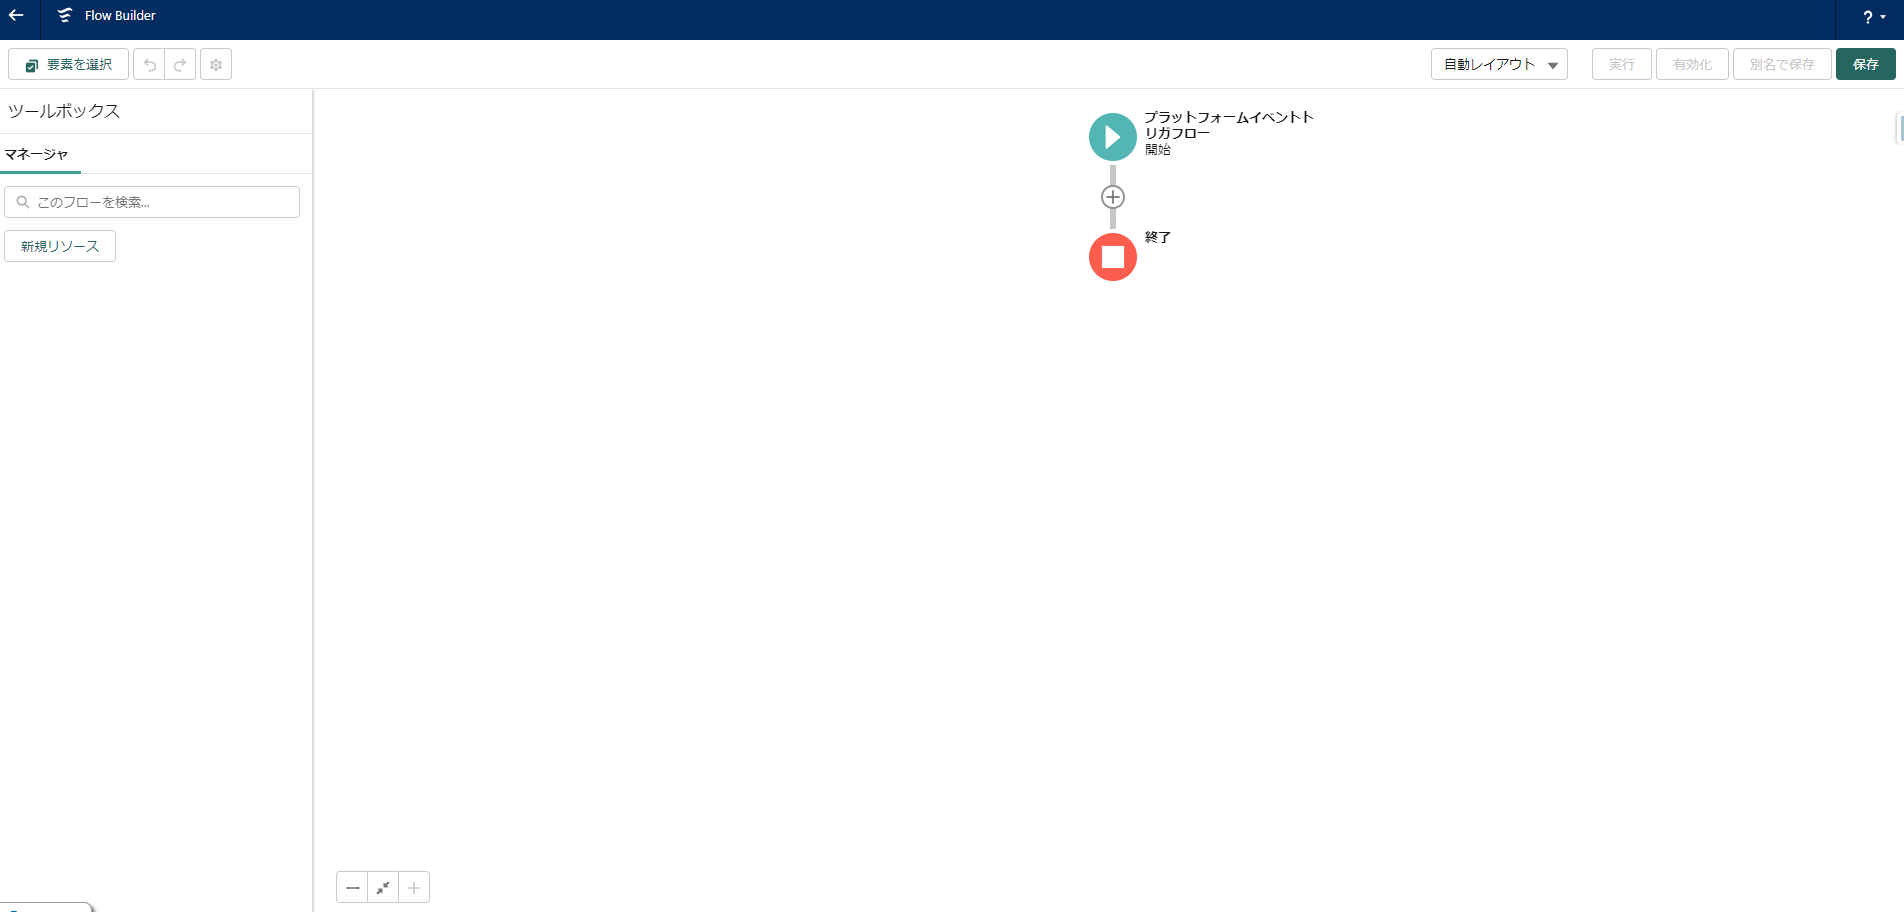 Flow Builder
?
要素を選択
自動レイアウト
実行
有効化
別名で保存
保存
ツールボックス
マネージャ
このフローを検索...
新規リソース
プラットフォームイベントト
リガフロー
開始
終了